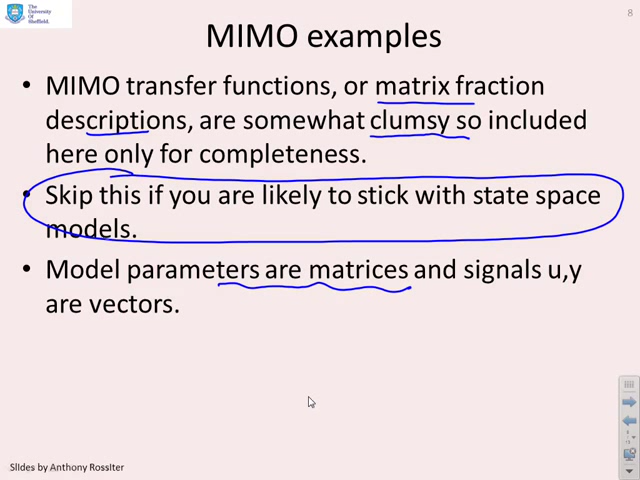 The
University
Of
Sheffield.
8
MIMO examples
• MIMO transfer functions, or matrix fraction
descriptions, are somewhat clumsy so included
here only for completeness.
• Skip this if you are likely to stick with state space
models.
• Model parameters are matrices and signals u,y
are vectors.
Slides by Anthony Rossiter